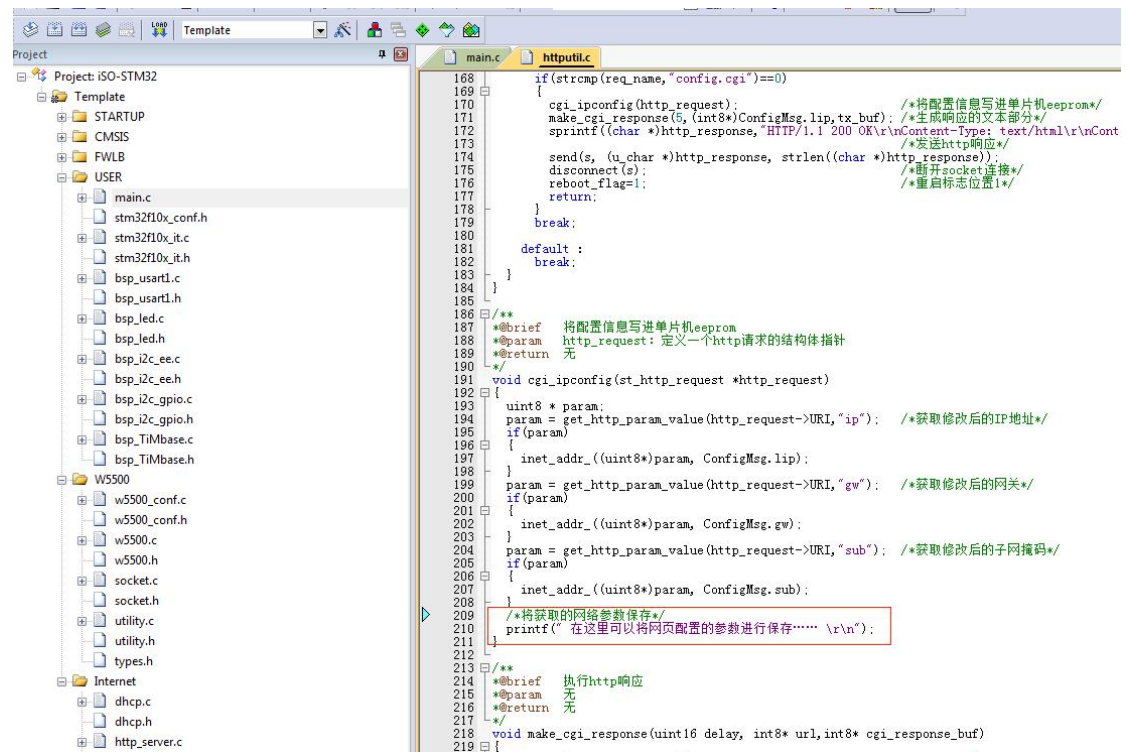 LOAD
Template
Project
Project: iSO-STM32
Template
STARTUP
CMSIS
FWLB
USER
main.c
stm32f10x_conf.h
stm32f10x_it.c
stm32f10x_it.h
bsp_usart1.c
bsp_usart1.h
bsp_led.c
bsp_led.h
bsp_i2c_ee.c
bsp_i2c_ee.h
bsp_i2c_gpio.c
bsp_i2c_gpio.h
bsp_TiMbase.c
bsp_TiMbase.h
W5500
w5500_conf.c
w5500_conf.h
w5500.c
w5500.h
socket.c
socket.h
utility.c
utility.h
types.h
Internet
dhcp.c
dhcp.h
http_server.c
main.c httputil.c
168 if(strcmp(req_name,"config.cgi")==0)
169 {
170 cgi_ipconfig(http_request); /*将配置信息写进单片机eeprom*/
171 make_cgi_response(5,(int8*)ConfigMsg.lip,tx_buf); /*生成响应的文本部分*/
172 sprintf((char *)http_response,"HTTP/1.1 200 OK\r\nContent-Type: text/html\r\nCont
173 /*发送http响应*/
174 send(s, (u_char *)http_response, strlen((char *)http_response));
175 disconnect(s); /*断开socket连接*/
176 reboot_flag=1; /*重启标志位置1*/
177 return;
178 }
179 break;
180
181 default :
182 break;
183 }
184 }
185
186 /**
187 *@brief 将配置信息写进单片机eeprom
188 *@param http_request：定义一个http请求的结构体指针
189 *@return 无
190 */
191 void cgi_ipconfig(st_http_request *http_request)
192 {
193 uint8 * param;
194 param = get_http_param_value(http_request->URI,"ip"); /*获取修改后的IP地址*/
195 if(param)
196 {
197 inet_addr_((uint8*)param, ConfigMsg.lip);
198 }
199 param = get_http_param_value(http_request->URI,"gw"); /*获取修改后的网关*/
200 if(param)
201 {
202 inet_addr_((uint8*)param, ConfigMsg.gw);
203 }
204 param = get_http_param_value(http_request->URI,"sub"); /*获取修改后的子网掩码*/
205 if(param)
206 {
207 inet_addr_((uint8*)param, ConfigMsg.sub);
208 }
209 /*将获取的网络参数保存*/
210 printf(" 在这里可以将网页配置的参数进行保存…… \r\n");
211 }
212
213 /**
214 *@brief 执行http响应
215 *@param 无
216 *@return 无
217 */
218 void make_cgi_response(uint16 delay, int8* url,int8* cgi_response_buf)
219 {